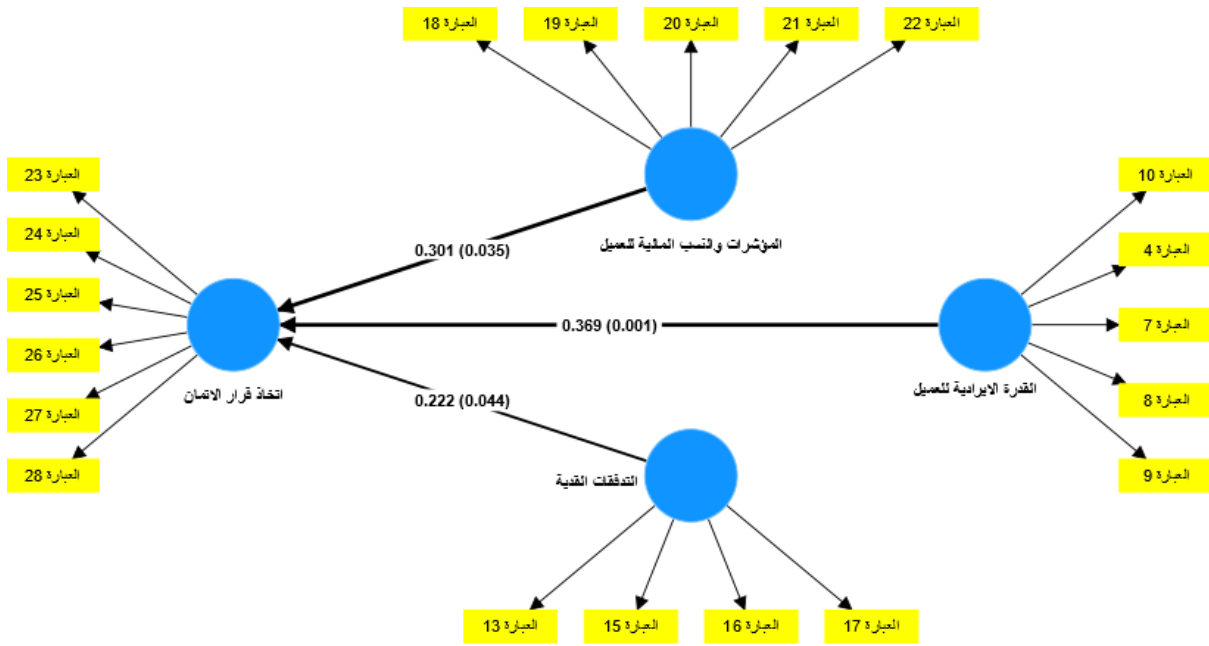 العبارة 18
العبارة 19
العبارة 20
العبارة 21
العبارة 22
المؤشرات والنسب المالية للعميل
العبارة 23
العبارة 24
العبارة 25
العبارة 26
العبارة 27
العبارة 28
اتخاذ قرار الاتمان
0.301 (0.035)
0.369 (0.001)
0.222 (0.044)
العبارة 10
العبارة 4
العبارة 7
العبارة 8
العبارة 9
القدرة الايرادية للعميل
التدفقات القدية
العبارة 13
العبارة 15
العبارة 16
العبارة 17